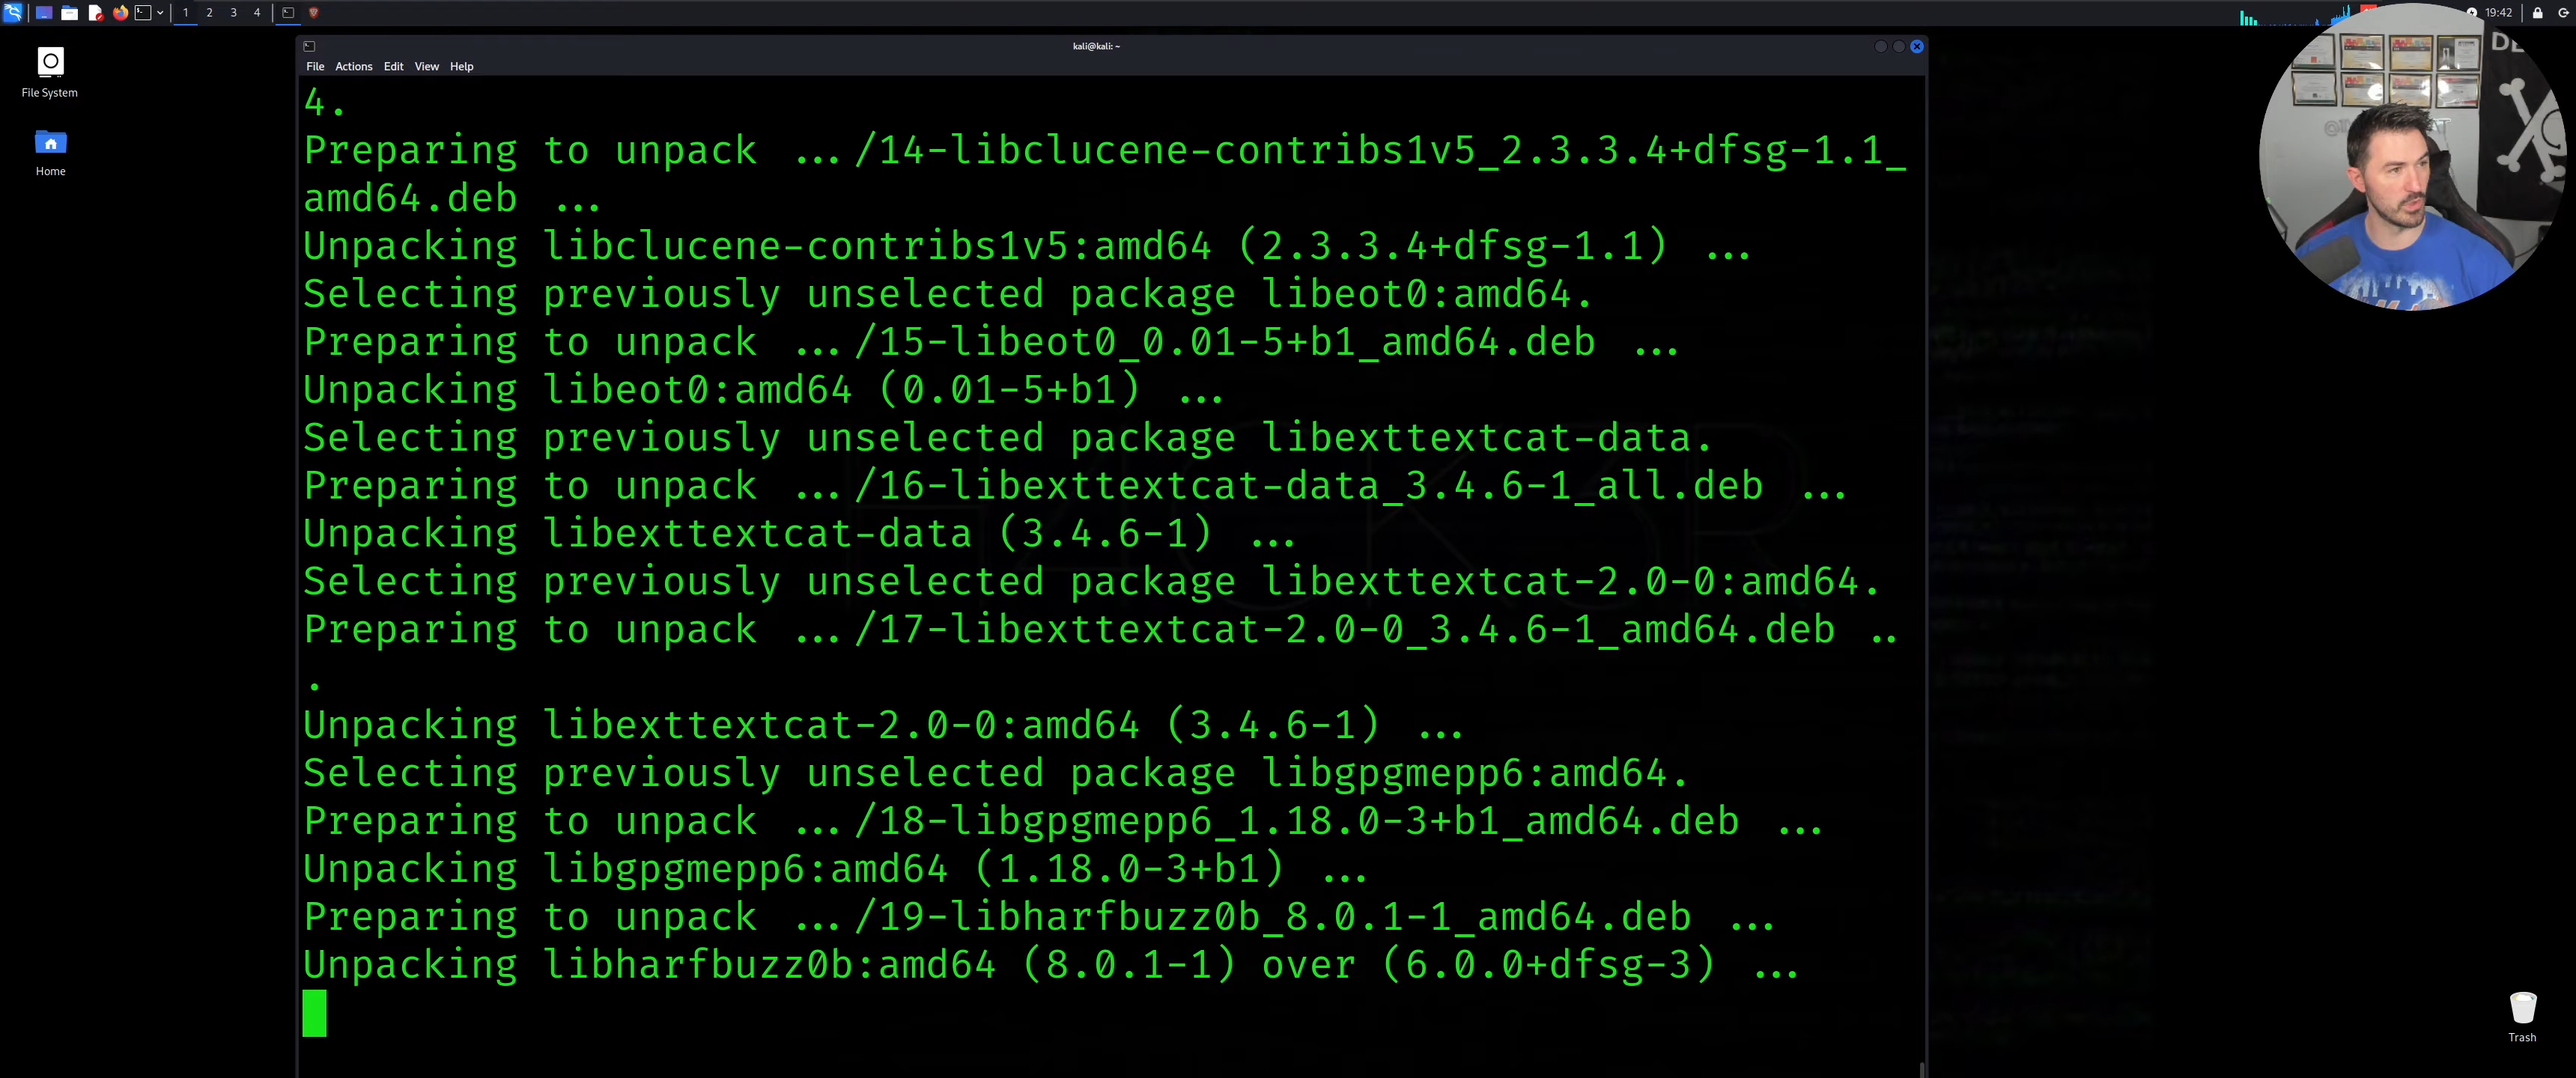 1 2 3 4
19:42
kali@kali: ~
File Actions Edit View Help
File System
Home
4.
Preparing to unpack .../14-libclucene-contribs1v5_2.3.3.4+dfsg-1.1_
amd64.deb ...
Unpacking libclucene-contribs1v5:amd64 (2.3.3.4+dfsg-1.1) ...
Selecting previously unselected package libeot0:amd64.
Preparing to unpack .../15-libeot0_0.01-5+b1_amd64.deb ...
Unpacking libeot0:amd64 (0.01-5+b1) ...
Selecting previously unselected package libexttextcat-data.
Preparing to unpack .../16-libexttextcat-data_3.4.6-1_all.deb ...
Unpacking libexttextcat-data (3.4.6-1) ...
Selecting previously unselected package libexttextcat-2.0-0:amd64.
Preparing to unpack .../17-libexttextcat-2.0-0_3.4.6-1_amd64.deb ..
.
Unpacking libexttextcat-2.0-0:amd64 (3.4.6-1) ...
Selecting previously unselected package libgpgmepp6:amd64.
Preparing to unpack .../18-libgpgmepp6_1.18.0-3+b1_amd64.deb ...
Unpacking libgpgmepp6:amd64 (1.18.0-3+b1) ...
Preparing to unpack .../19-libharfbuzz0b_8.0.1-1_amd64.deb ...
Unpacking libharfbuzz0b:amd64 (8.0.1-1) over (6.0.0+dfsg-3) ...
Trash